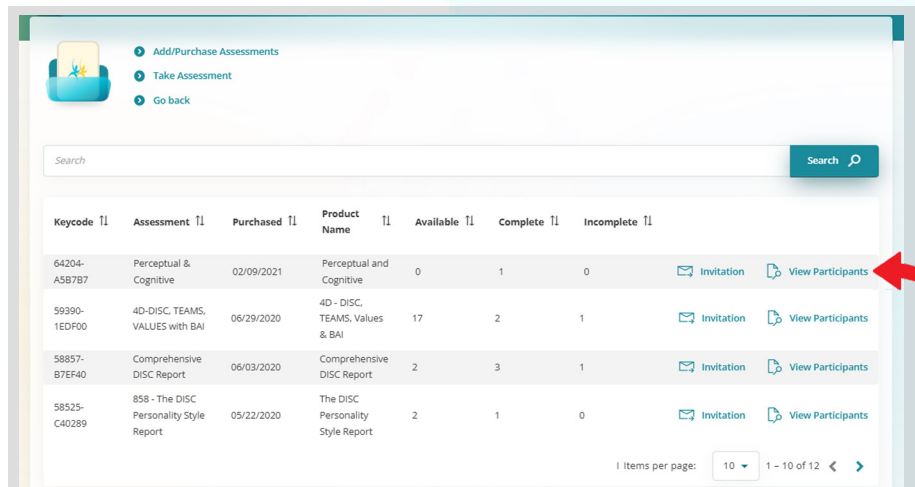 Add/Purchase Assessments
Take Assessment
Go back
Search
Search
Keycode Assessment Purchased Product Name Available Complete Incomplete
64204-A5B7B7 Perceptual & Cognitive 02/09/2021 Perceptual and Cognitive 0 1 0 Invitation View Participants
59390-1EDF00 4D-DISC, TEAMS, VALUES with BAI 06/29/2020 4D - DISC, TEAMS, Values & BAI 17 2 1 Invitation View Participants
58857-B7EF40 Comprehensive DISC Report 06/03/2020 Comprehensive DISC Report 2 3 1 Invitation View Participants
58525-C40289 858 - The DISC Personality Style Report 05/22/2020 The DISC Personality Style Report 2 1 0 Invitation View Participants
I Items per page: 10 1 – 10 of 12